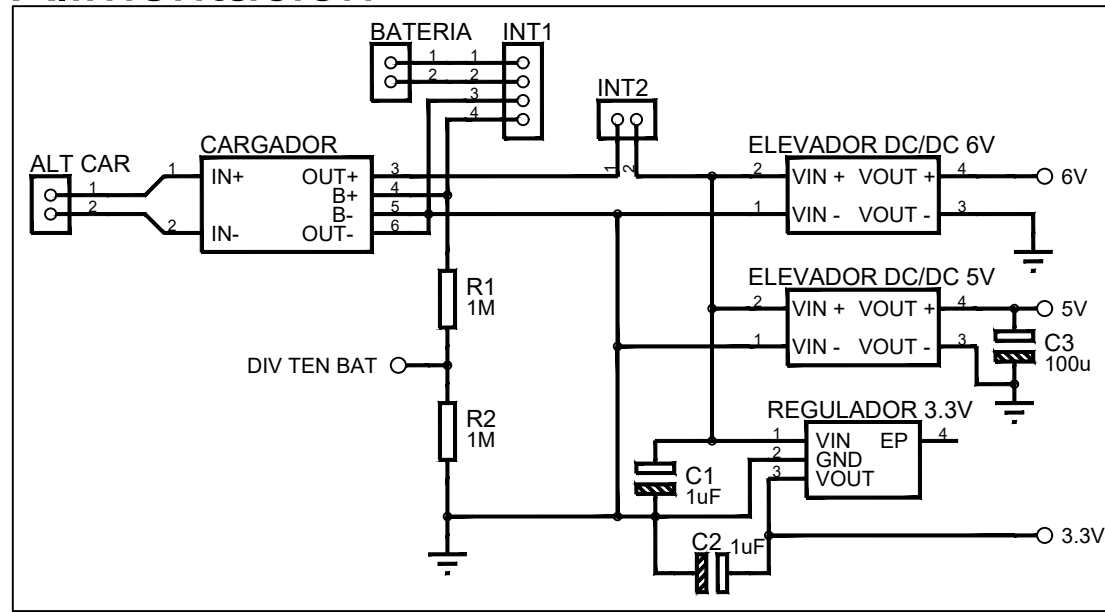 BATERIA
INT1
1 1
2 2
3
4
INT2
1 2
ALT CAR
1
2
CARGADOR
1 IN+ OUT+ 3
B+ 4
B- 5
2 IN- OUT- 6
ELEVADOR DC/DC 6V
2 VIN + VOUT + 4 6V
1 VIN - VOUT - 3
R1
1M
ELEVADOR DC/DC 5V
2 VIN + VOUT + 4 5V
1 VIN - VOUT - 3
C3
100u
DIV TEN BAT
R2
1M
REGULADOR 3.3V
1 VIN EP 4
2 GND
3 VOUT
C1
1uF
C2 1uF
3.3V